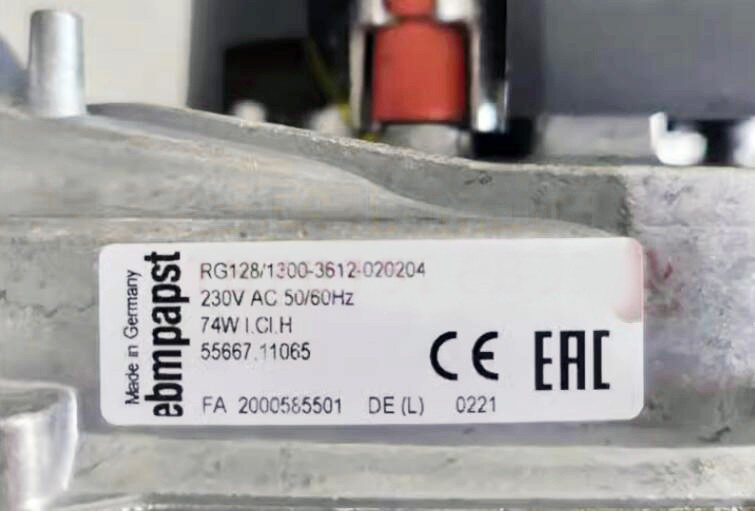 Made in Germany
ebmpapst
RG128/1300-3612-020204
230V AC 50/60Hz
74W I.Cl.H
55667.11065
CE EAC
FA 2000585501 DE (L) 0221